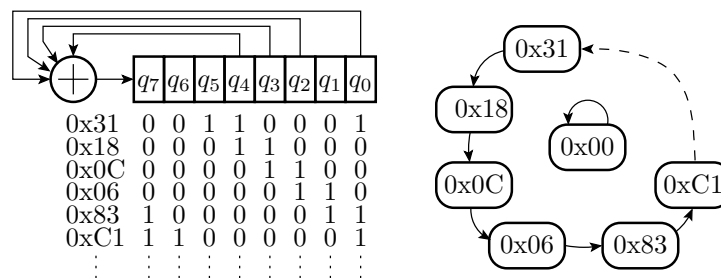 q7 q6 q5 q4 q3 q2 q1 q0
0x31 0 0 1 1 0 0 0 1
0x18 0 0 0 1 1 0 0 0
0x0C 0 0 0 0 1 1 0 0
0x06 0 0 0 0 0 1 1 0
0x83 1 0 0 0 0 0 1 1
0xC1 1 1 0 0 0 0 0 1
0x31
0x18
0x00
0x0C
0xC1
0x06
0x83